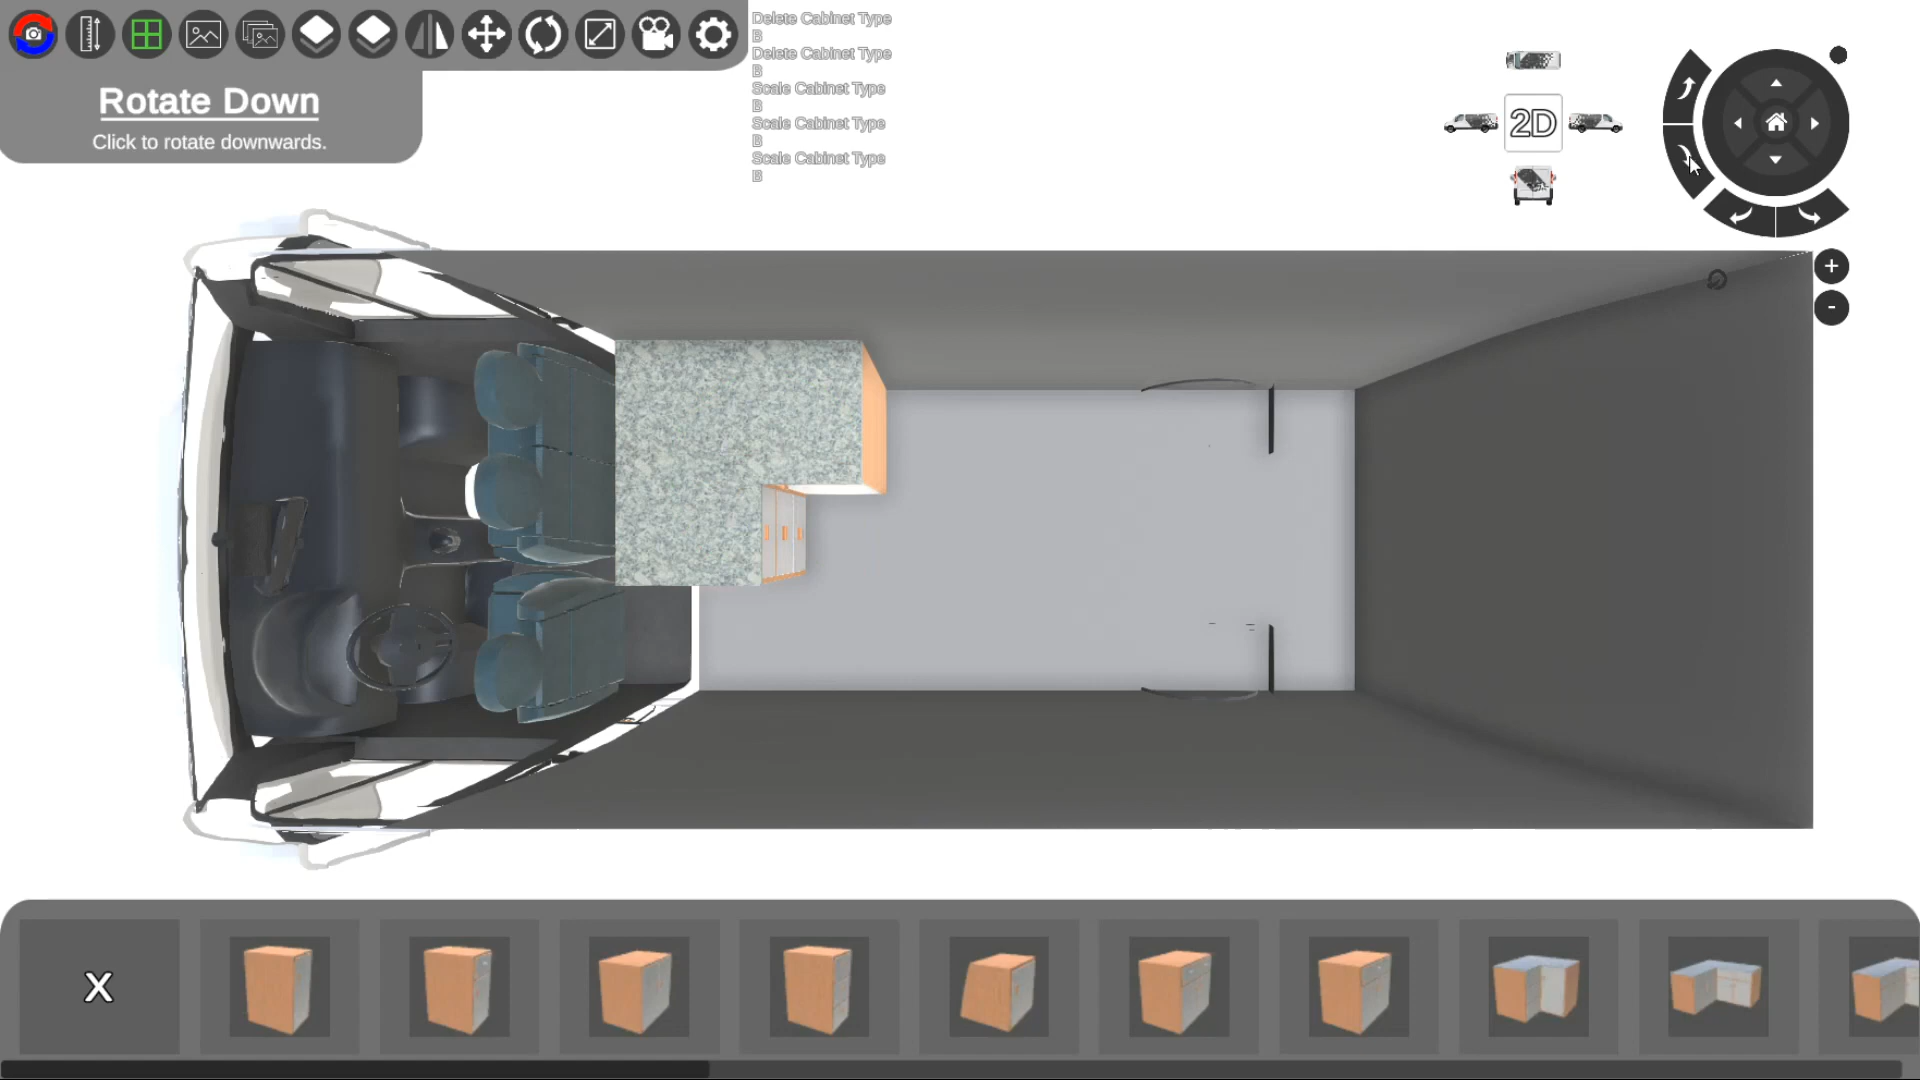 Rotate Down
Click to rotate downwards.
Delete Cabinet Type
B
Delete Cabinet Type
B
Scale Cabinet Type
B
Scale Cabinet Type
B
Scale Cabinet Type
B
2D
+
-
X